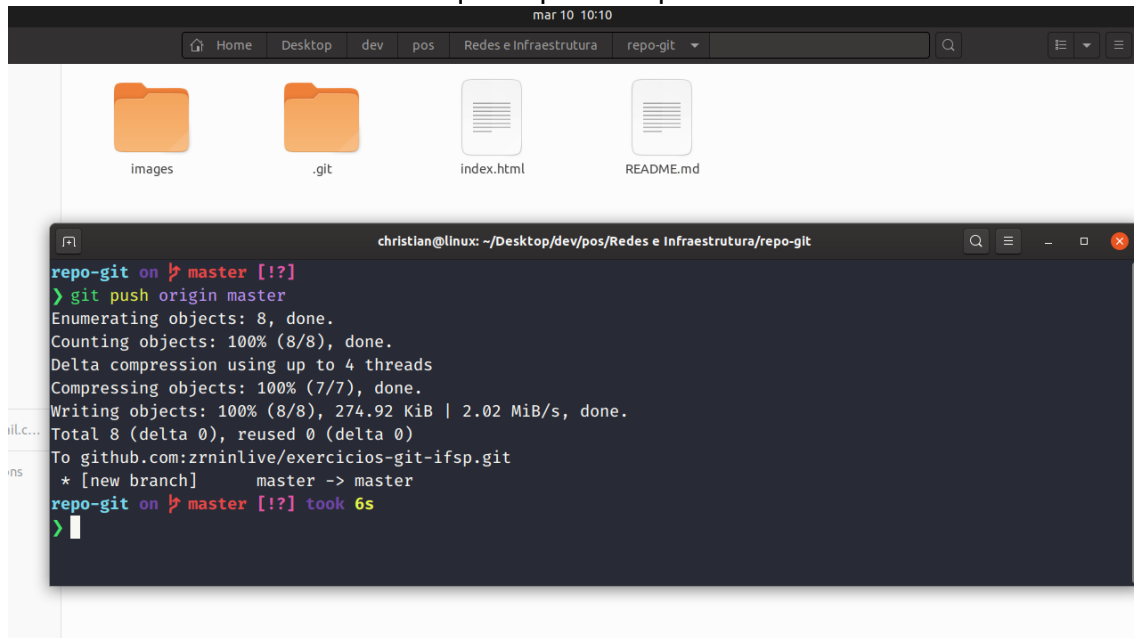 mar 10 10:10
Home Desktop dev pos Redes e Infraestrutura repo-git
images .git index.html README.md
christian@linux: ~/Desktop/dev/pos/Redes e Infraestrutura/repo-git
repo-git on master [!?]
❯ git push origin master
Enumerating objects: 8, done.
Counting objects: 100% (8/8), done.
Delta compression using up to 4 threads
Compressing objects: 100% (7/7), done.
Writing objects: 100% (8/8), 274.92 KiB | 2.02 MiB/s, done.
Total 8 (delta 0), reused 0 (delta 0)
To github.com:zrninlive/exercicios-git-ifsp.git
 * [new branch]      master -> master
repo-git on master [!?] took 6s
❯